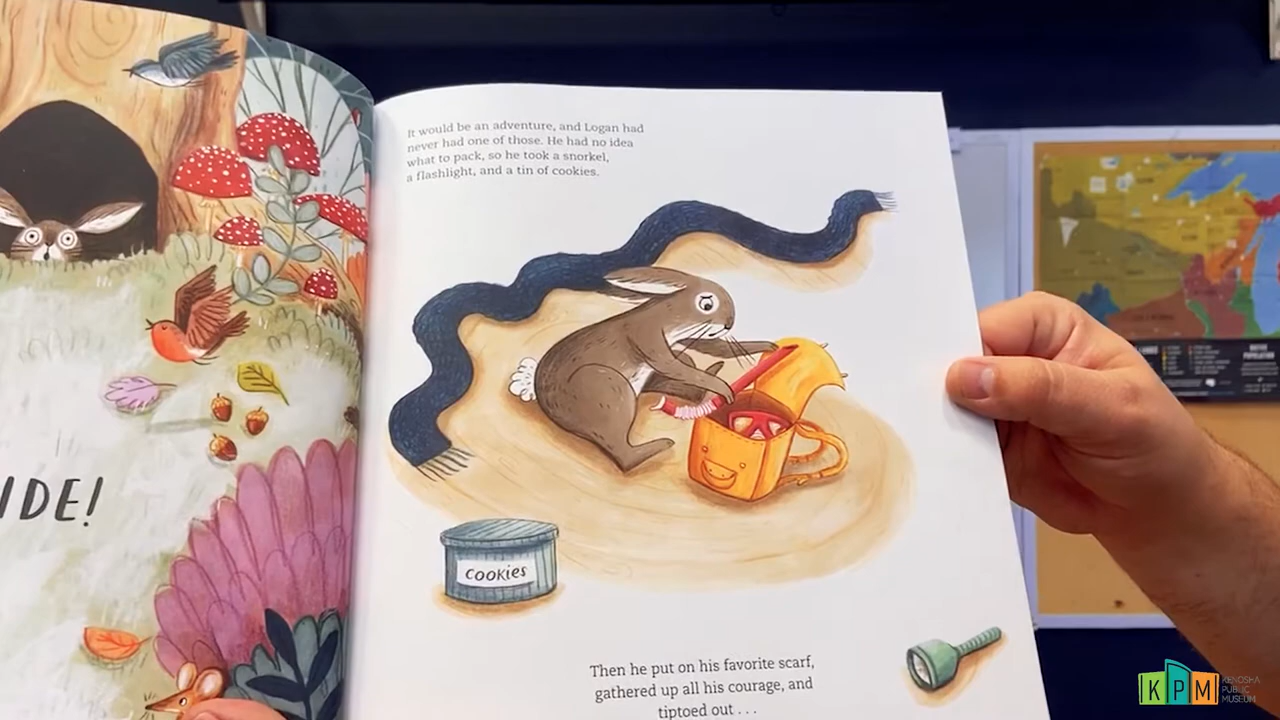 IDE!
It would be an adventure, and Logan had
never had one of those. He had no idea
what to pack, so he took a snorkel,
a flashlight, and a tin of cookies.
cookies
Then he put on his favorite scarf,
gathered up all his courage, and
tiptoed out . . .
KPM
KENOSHA
PUBLIC
MUSEUM